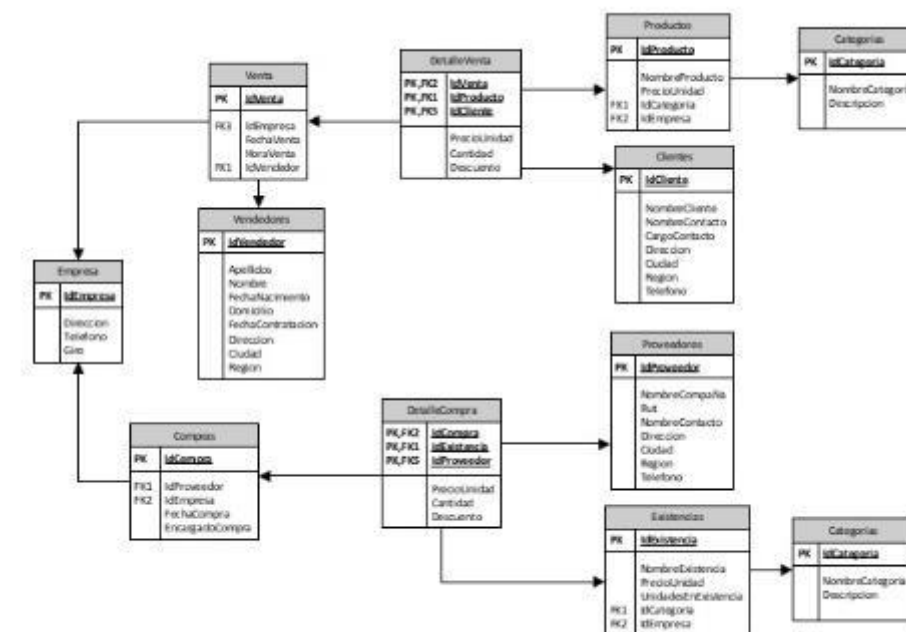 Productos
PK IdProducto
NombreProducto
PrecioUnidad
FK1 IdCategoria
FK2 IdEmpresa
Categorias
PK IdCategoria
NombreCategori
Descripcion
DetalleVenta
PK,FK2 IdVenta
PK,FK1 IdProducto
PK,FK3 IdCliente
PrecioUnidad
Cantidad
Descuento
Venta
PK IdVenta
FK3 IdEmpresa
FechaVenta
HoraVenta
FK1 IdVendedor
Clientes
PK IdCliente
NombreCliente
NombreContacto
CargoContacto
Direccion
Ciudad
Region
Telefono
Vendedores
PK IdVendedor
Apellidos
Nombre
FechaNacimiento
Domicilio
FechaContratacion
Direccion
Ciudad
Region
Empresa
PK IdEmpresa
Direccion
Telefono
Giro
Proveedores
PK IdProveedor
NombreCompañia
Rut
NombreContacto
Direccion
Ciudad
Region
Telefono
DetalleCompra
PK,FK2 IdCompra
PK,FK1 IdExistencia
PK,FK3 IdProveedor
PrecioUnidad
Cantidad
Descuento
Compras
PK IdCompra
FK1 IdProveedor
FK2 IdEmpresa
FechaCompra
EncargadoCompra
Existencias
PK IdExistencia
NombreExistencia
PrecioUnidad
UnidadesEnExistencia
FK1 IdCategoria
FK2 IdEmpresa
Categorias
PK IdCategoria
NombreCategoria
Descripcion